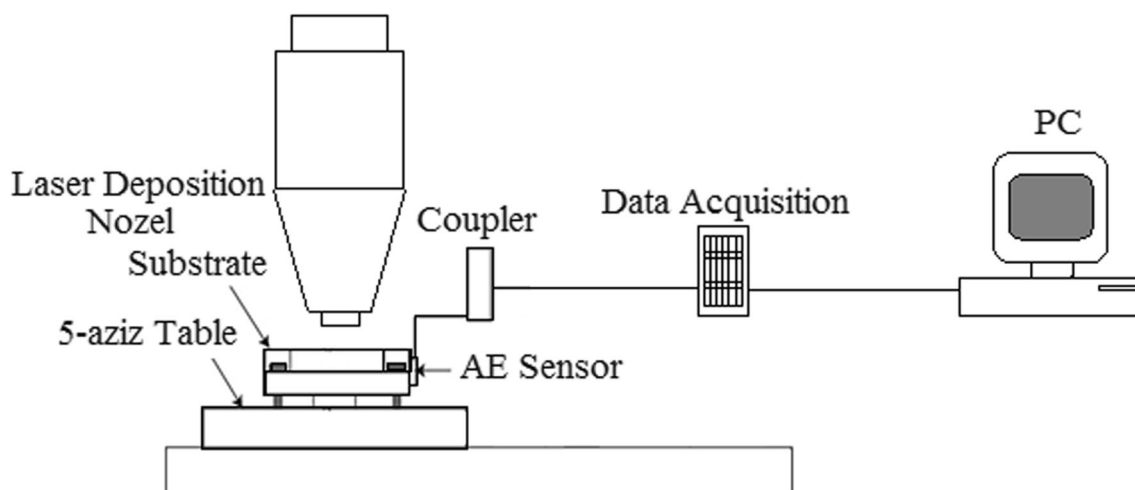 PC
Laser Deposition
Nozel
Data Acquisition
Coupler
Substrate
5-aziz Table
AE Sensor